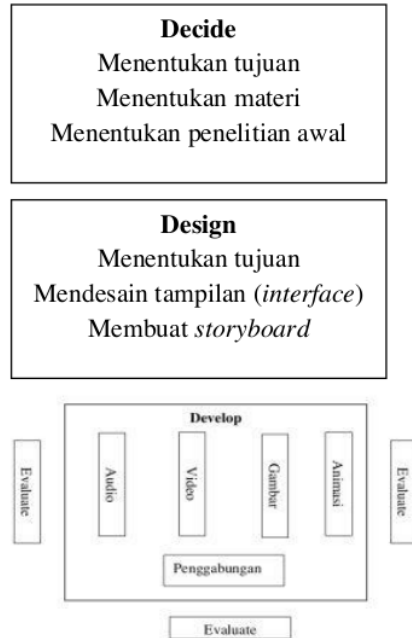 Decide
Menentukan tujuan
Menentukan materi
Menentukan penelitian awal
Design
Menentukan tujuan
Mendesain tampilan (interface)
Membuat storyboard
Develop
Evaluate
Audio
Video
Gambar
Animasi
Evaluate
Penggabungan
Evaluate